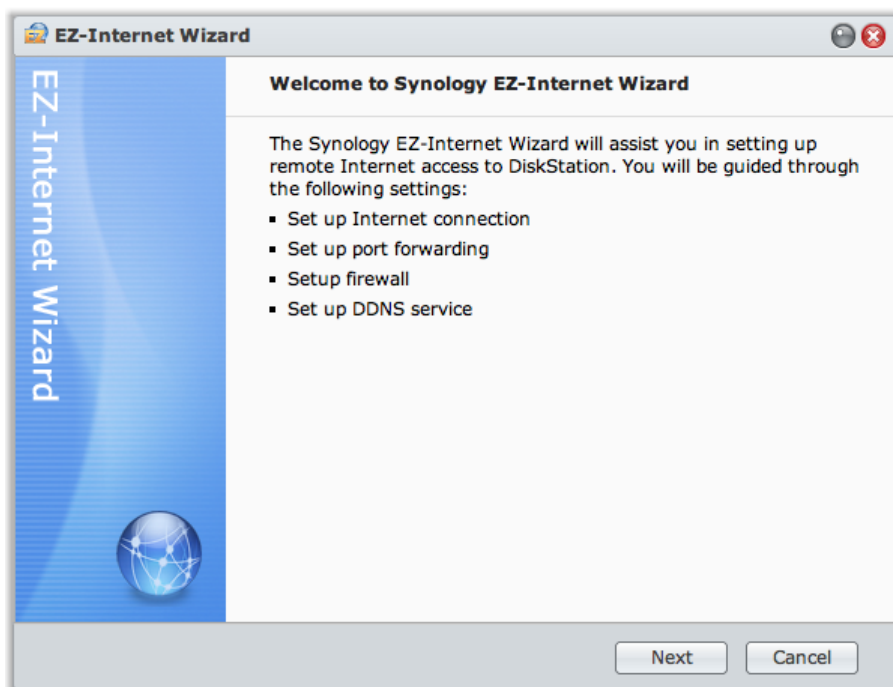 EZ-Internet Wizard
EZ-Internet Wizard
Welcome to Synology EZ-Internet Wizard
The Synology EZ-Internet Wizard will assist you in setting up
remote Internet access to DiskStation. You will be guided through
the following settings:
▪ Set up Internet connection
▪ Set up port forwarding
▪ Setup firewall
▪ Set up DDNS service
Next
Cancel